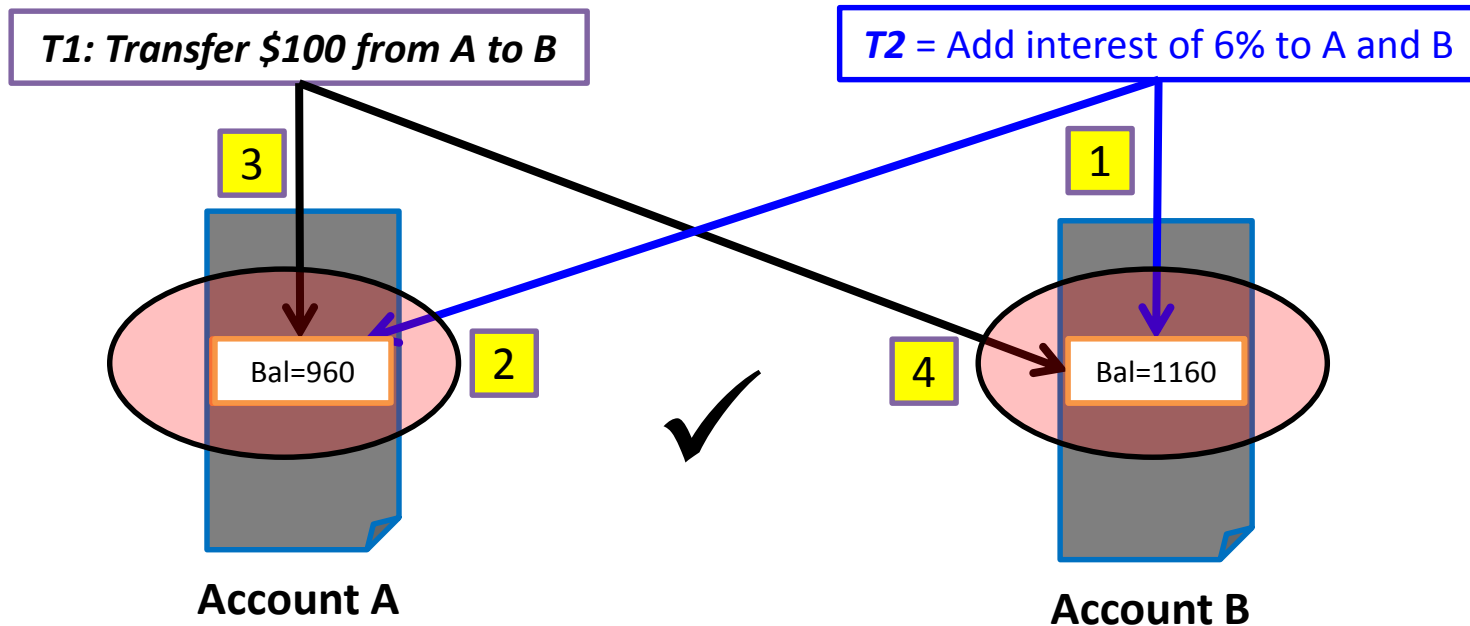 T1: Transfer $100 from A to B
T2 = Add interest of 6% to A and B
3
1
Bal=960
2
4
Bal=1160
Account A
Account B